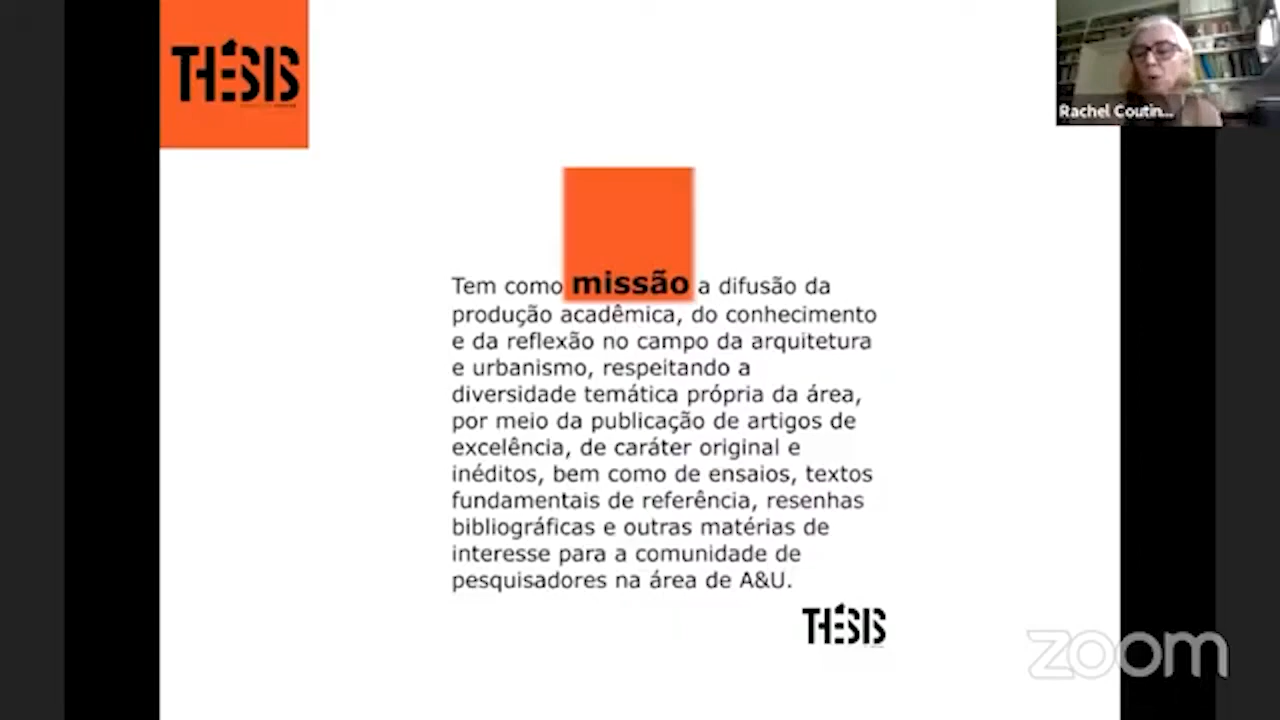 THÉSIS
Rachel Coutin...
Tem como missão a difusão da
produção acadêmica, do conhecimento
e da reflexão no campo da arquitetura
e urbanismo, respeitando a
diversidade temática própria da área,
por meio da publicação de artigos de
excelência, de caráter original e
inéditos, bem como de ensaios, textos
fundamentais de referência, resenhas
bibliográficas e outras matérias de
interesse para a comunidade de
pesquisadores na área de A&U.
THÉSIS
zoom